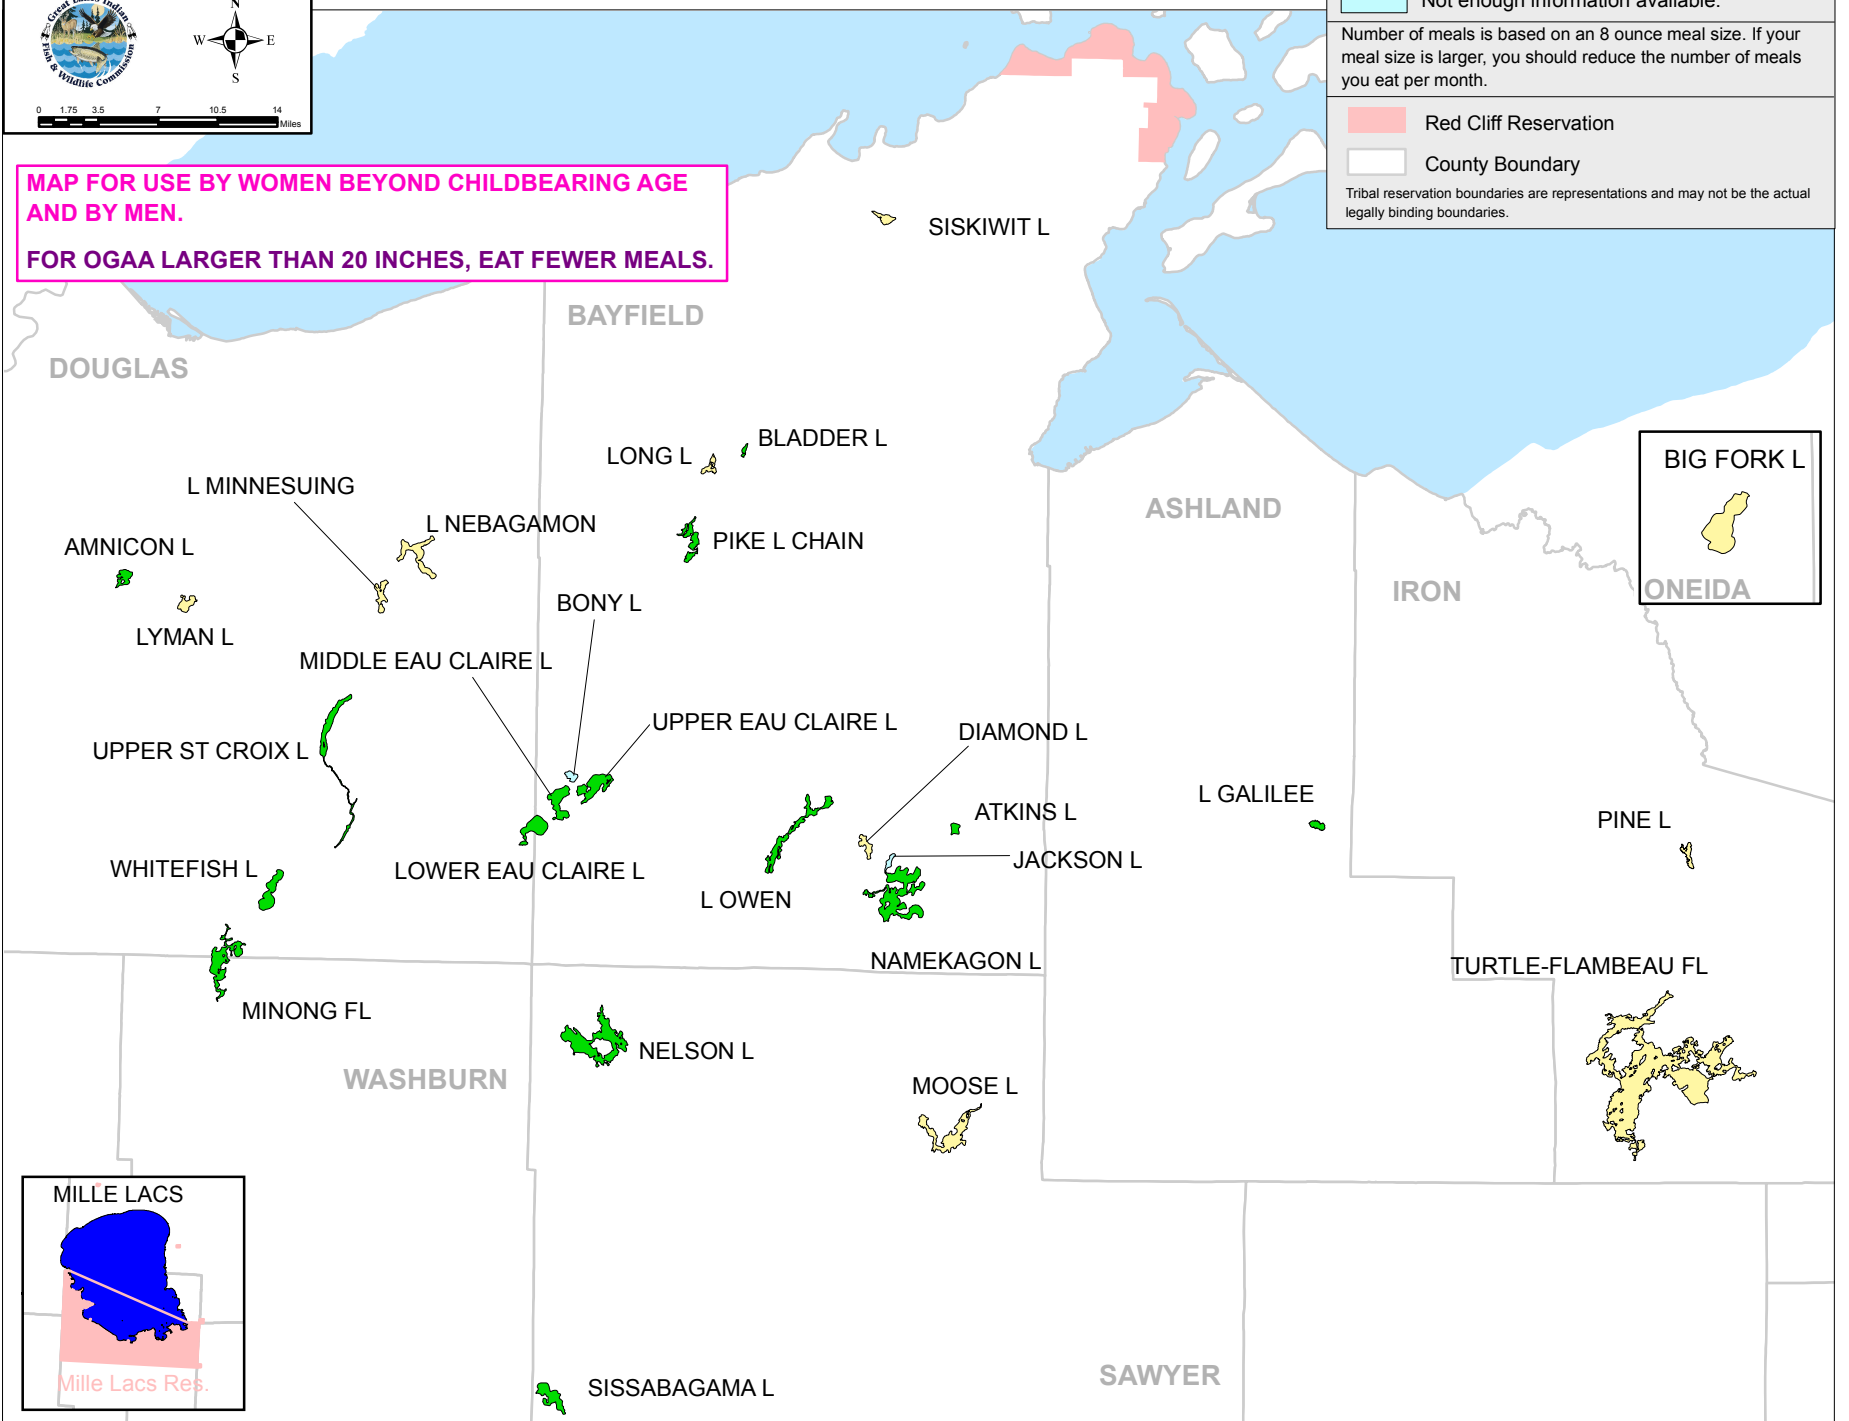 Great Lakes Indian
Fish & Wildlife Commission
N
W
E
S
0 1.75 3.5 7 10.5 14
Miles
Not enough information available.
Number of meals is based on an 8 ounce meal size. If your
meal size is larger, you should reduce the number of meals
you eat per month.
Red Cliff Reservation
County Boundary
Tribal reservation boundaries are representations and may not be the actual
legally binding boundaries.
MAP FOR USE BY WOMEN BEYOND CHILDBEARING AGE
AND BY MEN.
FOR OGAA LARGER THAN 20 INCHES, EAT FEWER MEALS.
SISKIWIT L
BAYFIELD
DOUGLAS
BLADDER L
LONG L
BIG FORK L
L MINNESUING
ASHLAND
L NEBAGAMON
AMNICON L
PIKE L CHAIN
IRON
ONEIDA
BONY L
LYMAN L
MIDDLE EAU CLAIRE L
UPPER EAU CLAIRE L
DIAMOND L
UPPER ST CROIX L
L GALILEE
ATKINS L
PINE L
JACKSON L
WHITEFISH L
LOWER EAU CLAIRE L
L OWEN
NAMEKAGON L
TURTLE-FLAMBEAU FL
MINONG FL
NELSON L
WASHBURN
MOOSE L
MILLE LACS
Mille Lacs Res.
SISSABAGAMA L
SAWYER